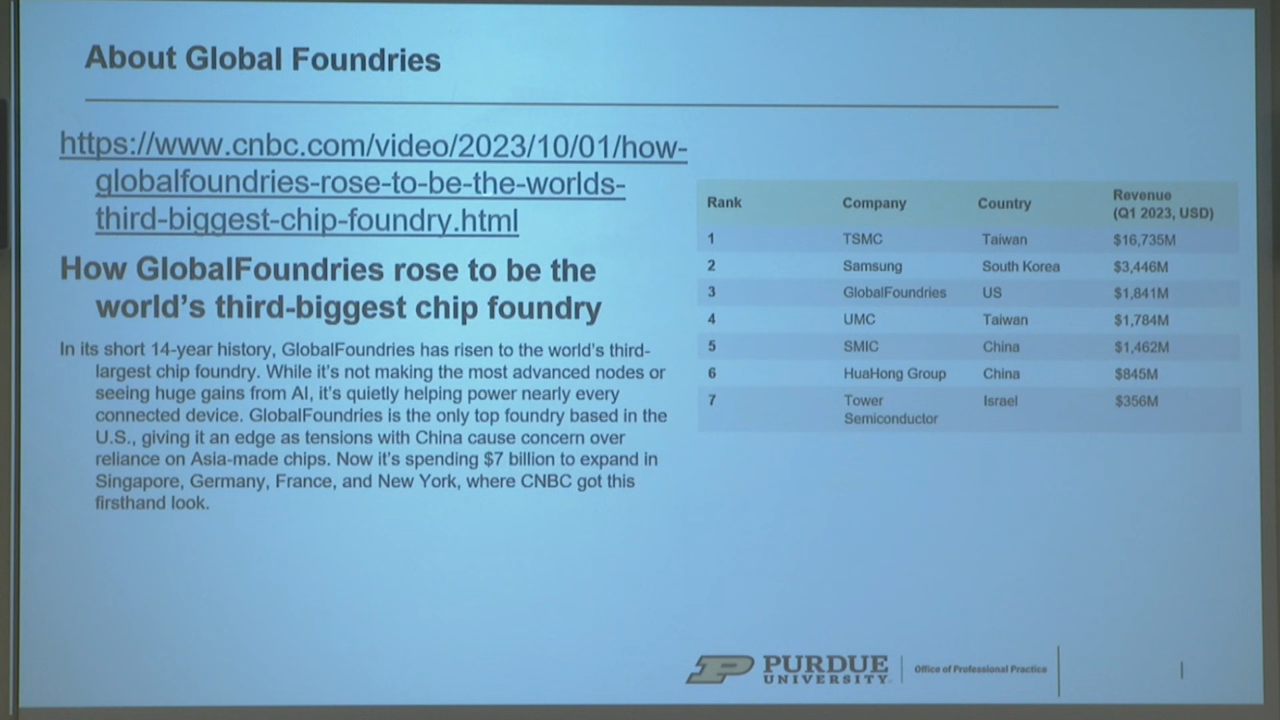 About Global Foundries
https://www.cnbc.com/video/2023/10/01/how-
globalfoundries-rose-to-be-the-worlds-
third-biggest-chip-foundry.html
How GlobalFoundries rose to be the
world's third-biggest chip foundry
In its short 14-year history, GlobalFoundries has risen to the world's third-
largest chip foundry. While it's not making the most advanced nodes or
seeing huge gains from AI, it's quietly helping power nearly every
connected device. GlobalFoundries is the only top foundry based in the
U.S., giving it an edge as tensions with China cause concern over
reliance on Asia-made chips. Now it's spending $7 billion to expand in
Singapore, Germany, France, and New York, where CNBC got this
firsthand look.
Rank Company Country Revenue
(Q1 2023, USD)
1 TSMC Taiwan $16,735M
2 Samsung South Korea $3,446M
3 GlobalFoundries US $1,841M
4 UMC Taiwan $1,784M
5 SMIC China $1,462M
6 HuaHong Group China $845M
7 Tower Israel $356M
Semiconductor
P PURDUE
UNIVERSITY
Office of Professional Practice